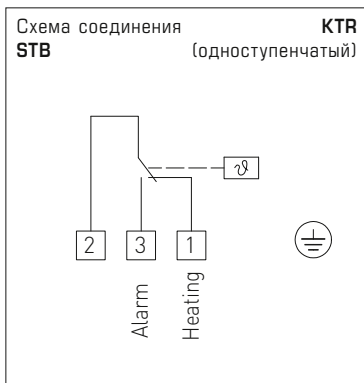 Схема соединения KTR
STB (одноступенчатый)
ϑ
2 3 1
Alarm Heating